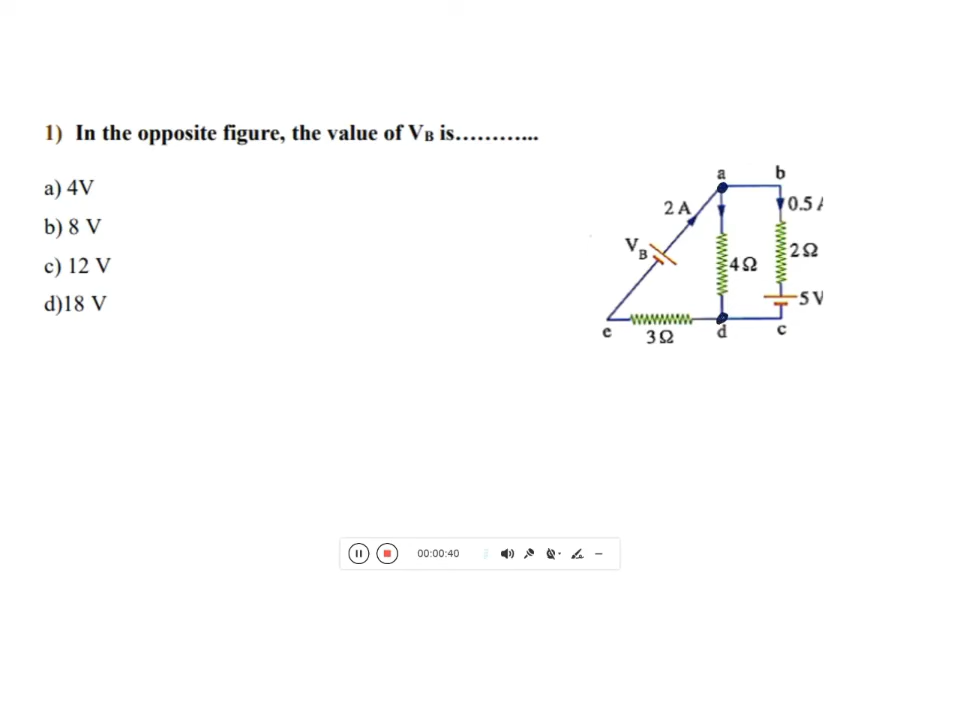 1) In the opposite figure, the value of VB is............
a) 4V
b) 8 V
c) 12 V
d)18 V
a
b
2 A
0.5
VB
4Ω
2Ω
5 V
e
3Ω
d
c
00:00:40